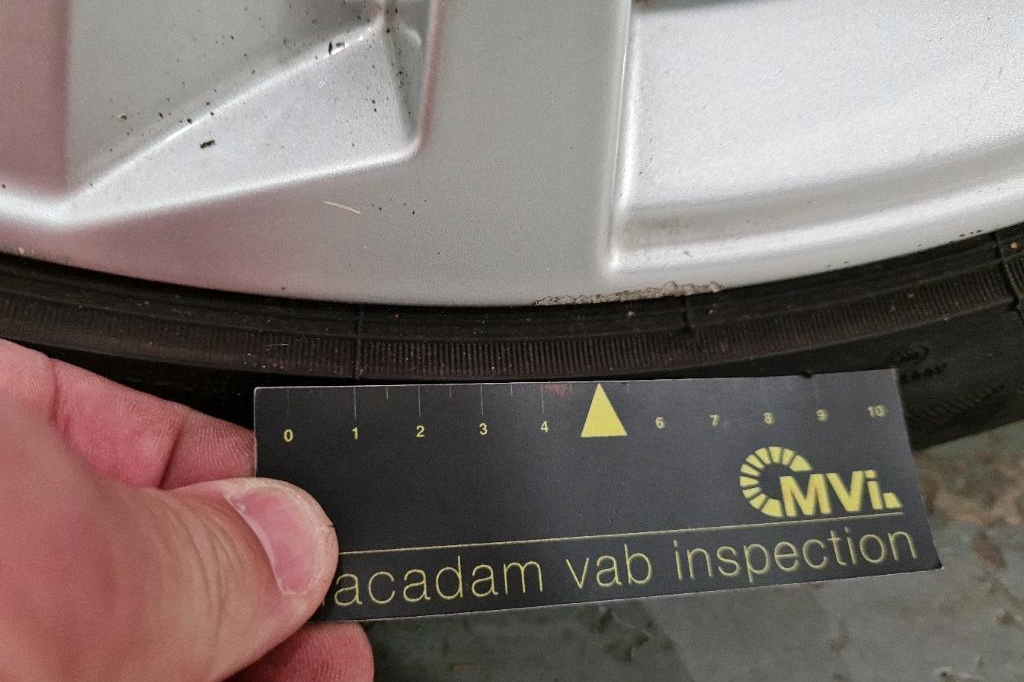 0 1 2 3 4 6 7 8 9 10
MVi
acadam vab inspection